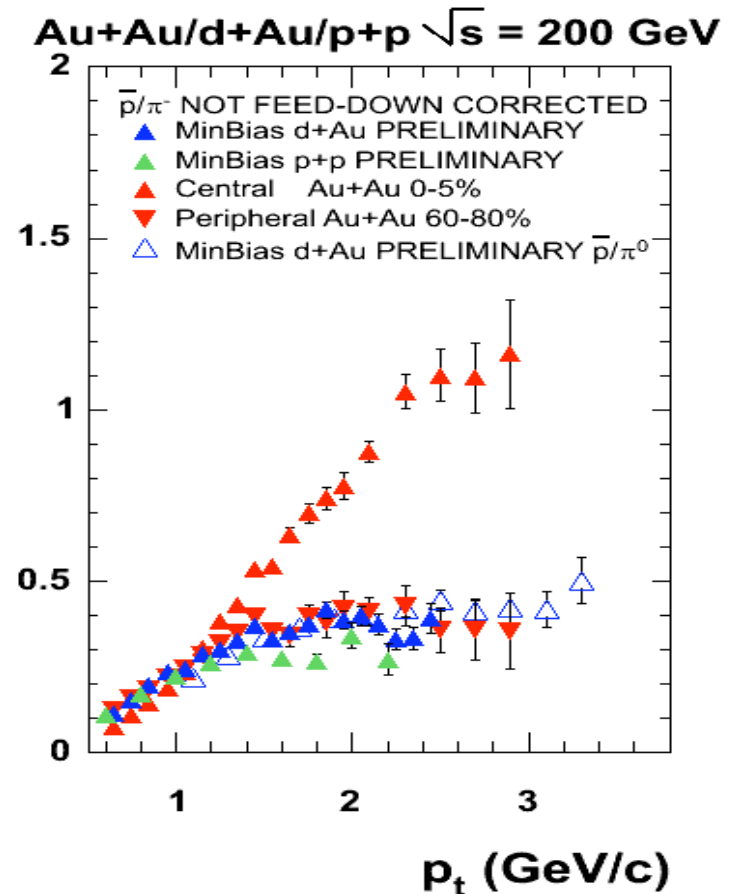 Au+Au/d+Au/p+p √s = 200 GeV
2
p̅/π⁻ NOT FEED-DOWN CORRECTED
MinBias d+Au PRELIMINARY
MinBias p+p PRELIMINARY
Central Au+Au 0-5%
Peripheral Au+Au 60-80%
1.5
MinBias d+Au PRELIMINARY p̅/π⁰
1
0.5
0
1 2 3
pₜ (GeV/c)